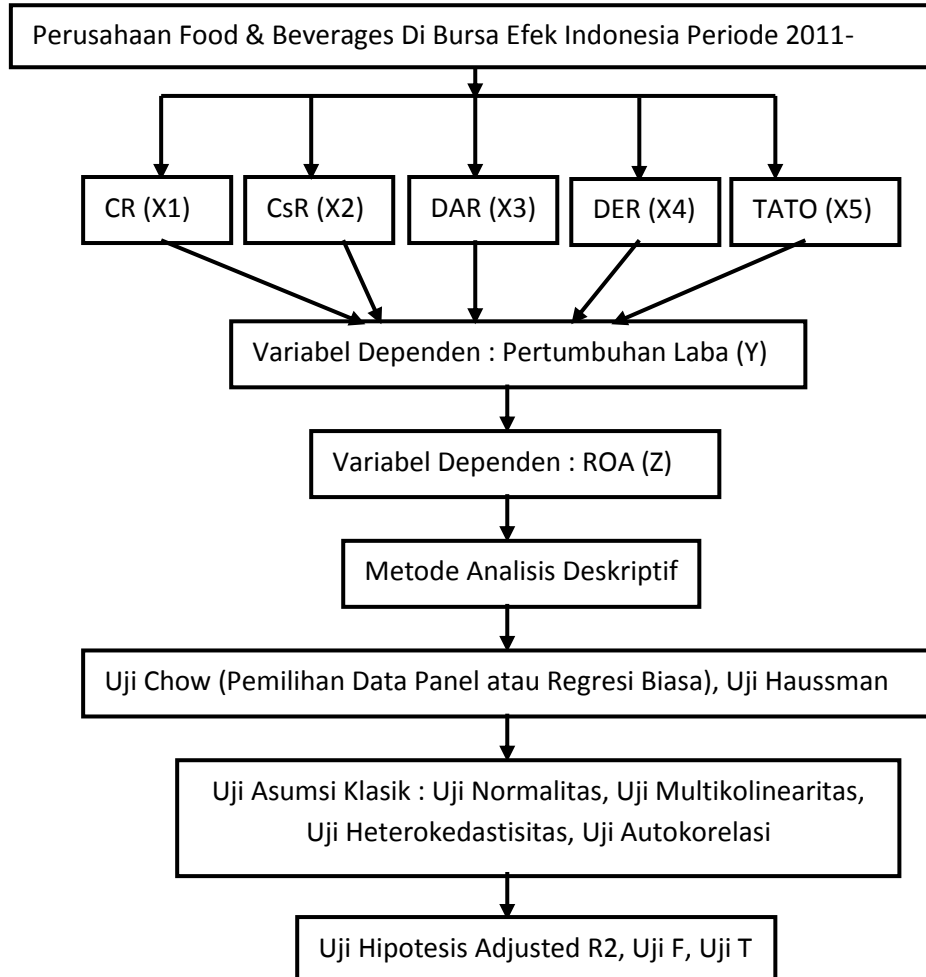 Perusahaan Food & Beverages Di Bursa Efek Indonesia Periode 2011-
CR (X1)
CsR (X2)
DAR (X3)
DER (X4)
TATO (X5)
Variabel Dependen : Pertumbuhan Laba (Y)
Variabel Dependen : ROA (Z)
Metode Analisis Deskriptif
Uji Chow (Pemilihan Data Panel atau Regresi Biasa), Uji Haussman
Uji Asumsi Klasik : Uji Normalitas, Uji Multikolinearitas,
Uji Heterokedastisitas, Uji Autokorelasi
Uji Hipotesis Adjusted R2, Uji F, Uji T